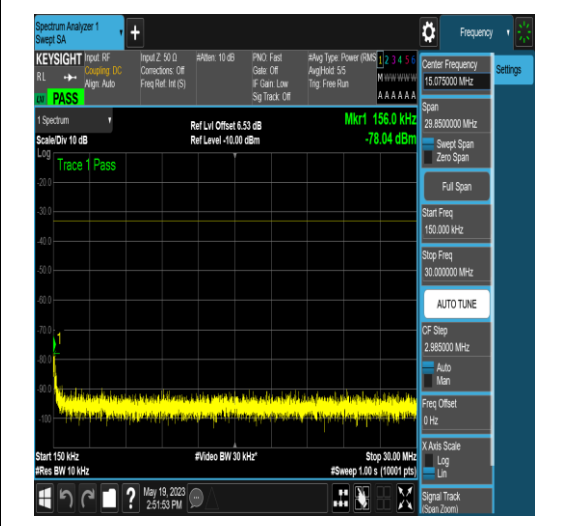 Spectrum Analyzer 1
Swept SA
+
Frequency
KEYSIGHT
RL
PASS
Input: RF
Coupling: DC
Align: Auto
Input Z: 50 Ω
Corrections: Off
Freq Ref: Int (S)
#Atten: 10 dB
PNO: Fast
Gate: Off
IF Gain: Low
Sig Track: Off
#Avg Type: Power (RMS
Avg|Hold: 5/5
Trig: Free Run
1 2 3 4 5 6
M W W W W W
A A A A A A
1 Spectrum
Scale/Div 10 dB
Ref Lvl Offset 6.53 dB
Ref Level -10.00 dBm
Mkr1 156.0 kHz
-78.04 dBm
Log
Trace 1 Pass
-20.0
-30.0
-40.0
-50.0
-60.0
-70.0
-80.0
-90.0
-100
1
Start 150 kHz
#Res BW 10 kHz
#Video BW 30 kHz*
Stop 30.00 MHz
#Sweep 1.00 s (10001 pts)
Center Frequency
15.075000 MHz
Settings
Span
29.8500000 MHz
Swept Span
Zero Span
Full Span
Start Freq
150.000 kHz
Stop Freq
30.000000 MHz
AUTO TUNE
CF Step
2.985000 MHz
Auto
Man
Freq Offset
0 Hz
X Axis Scale
Log
Lin
Signal Track
(Span Zoom)
?
May 19, 2023
2:51:53 PM